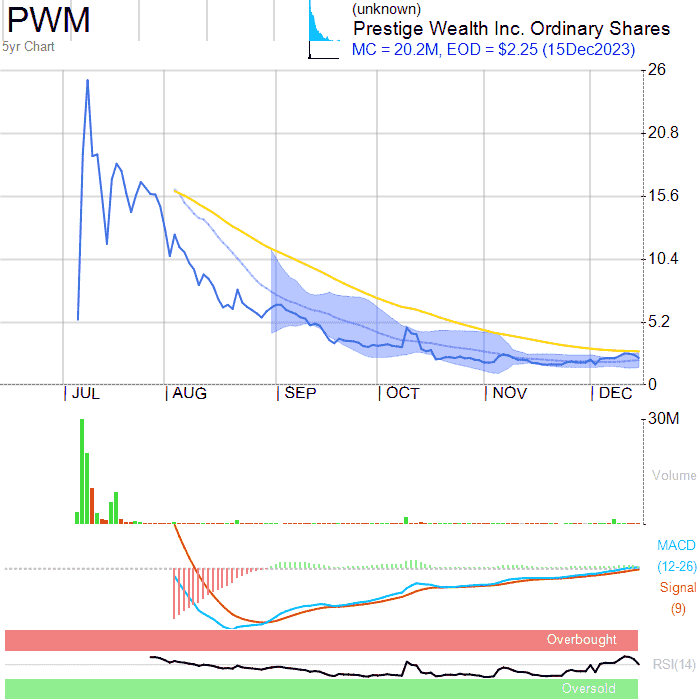 PWM
5yr Chart
(unknown)
Prestige Wealth Inc. Ordinary Shares
MC = 20.2M, EOD = $2.25 (15Dec2023)
26
20.8
15.6
10.4
5.2
0
JUL AUG SEP OCT NOV DEC
30M
Volume
MACD
(12-26)
Signal
(9)
Overbought
RSI(14)
Oversold